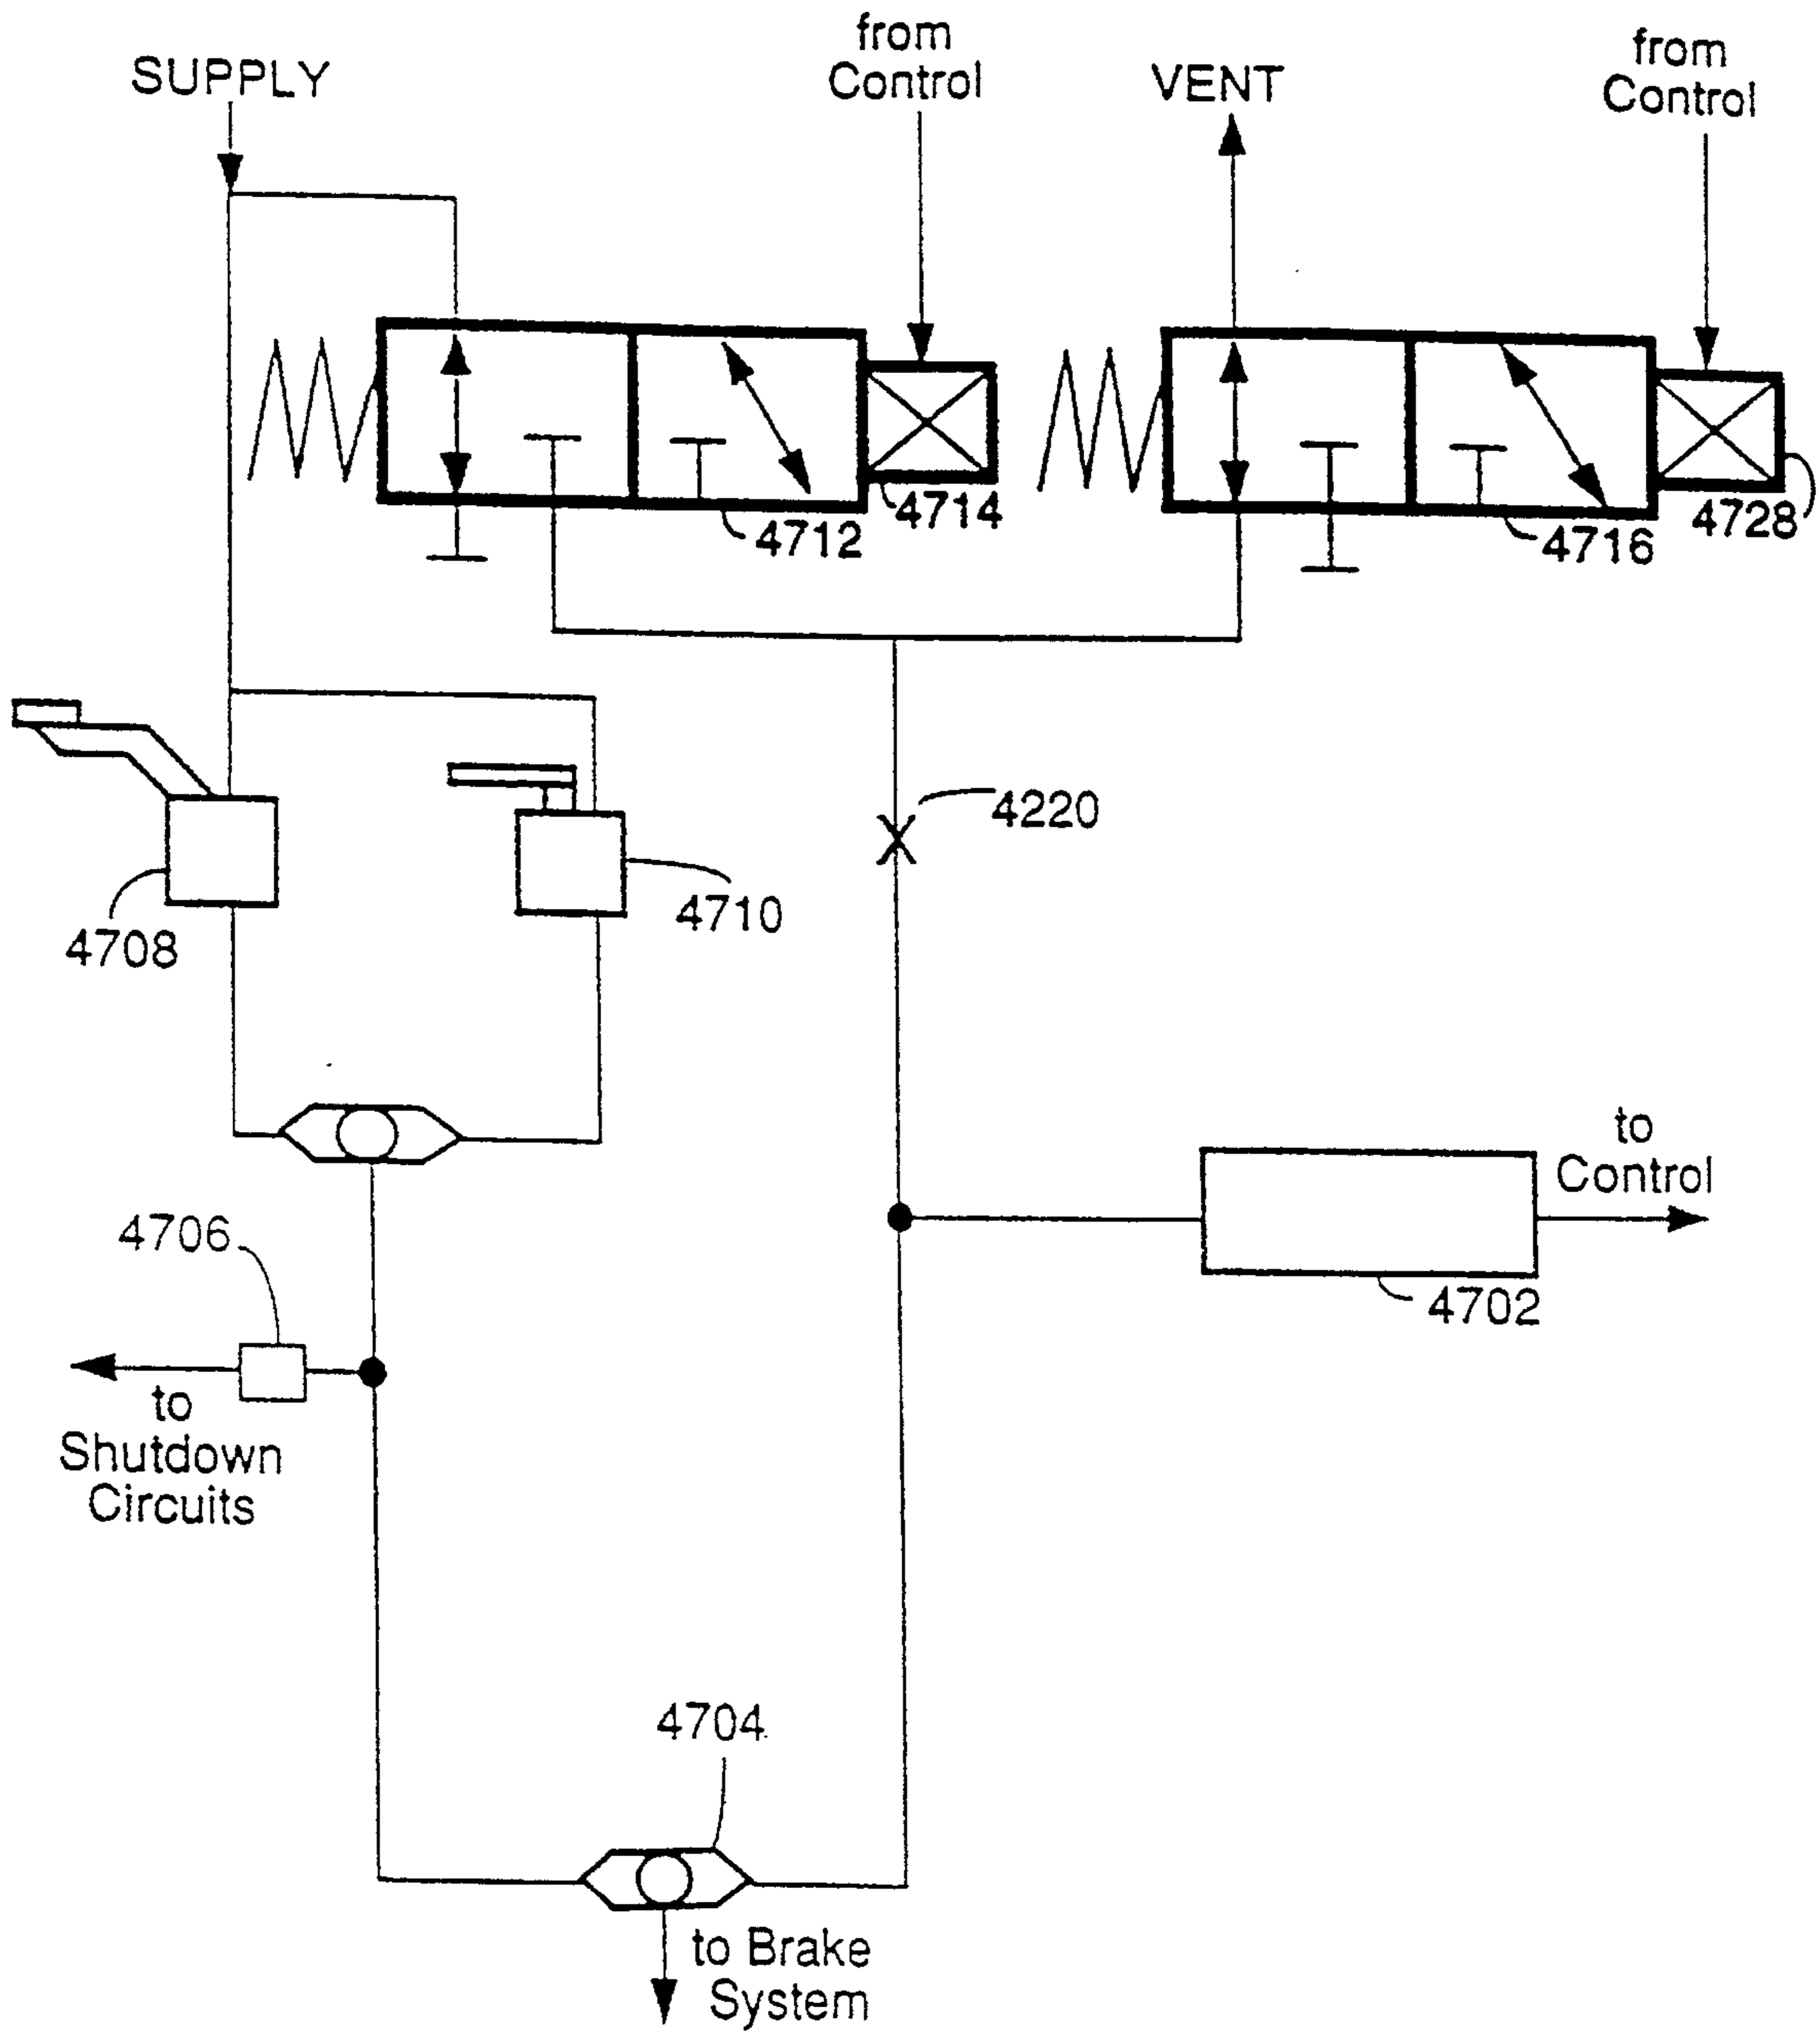 SUPPLY
from
Control
VENT
from
Control
4714
4712
4728
4716
4220
4710
4708
to
Control
4706
4702
to
Shutdown
Circuits
4704
to Brake
System